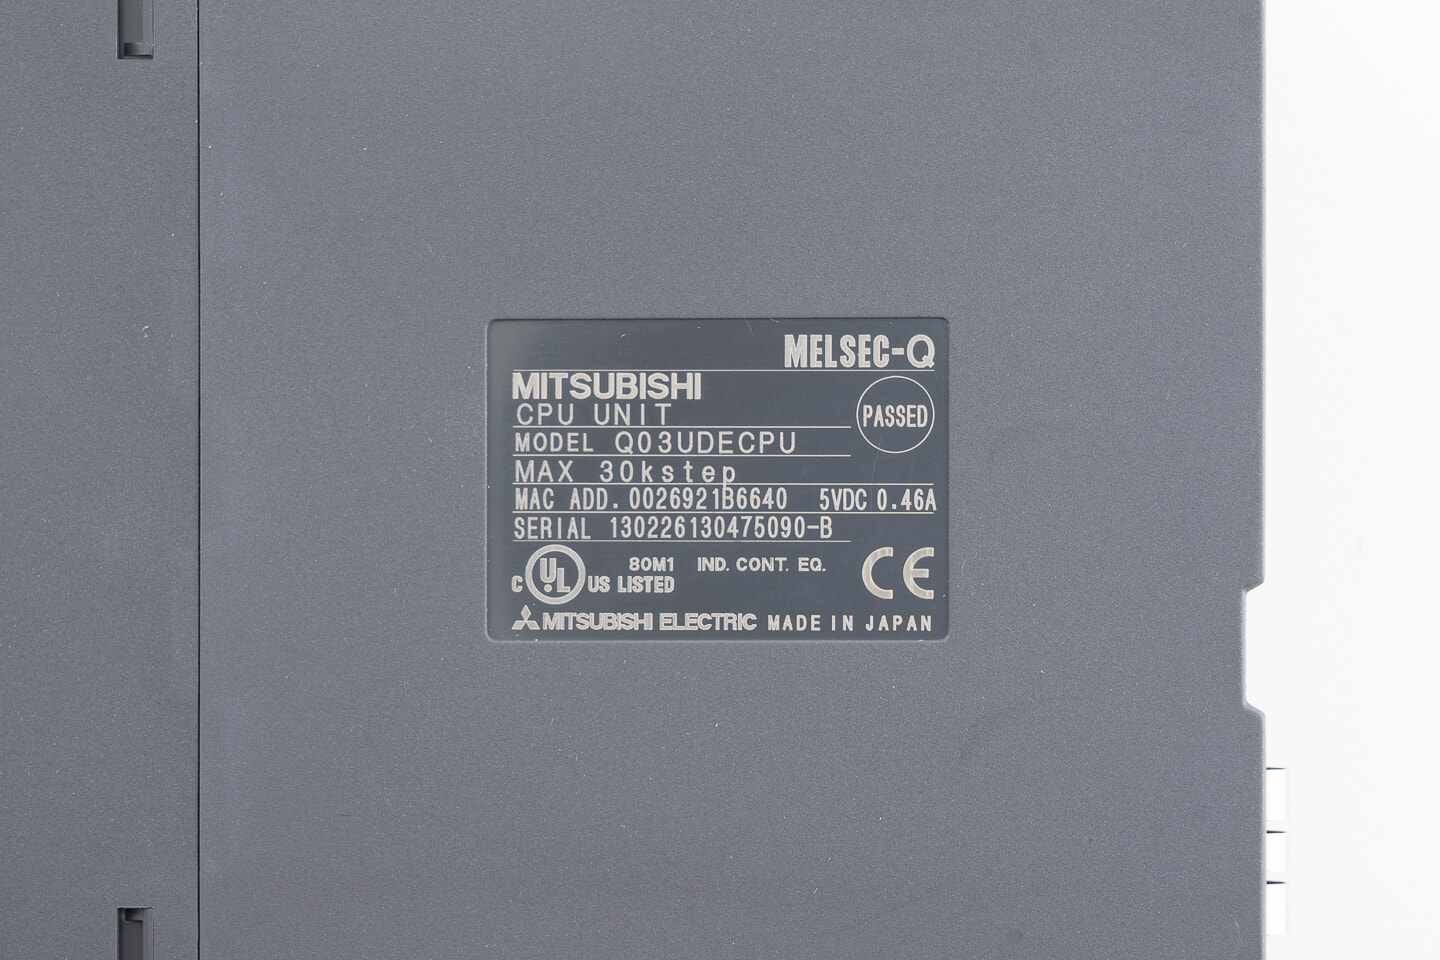 MELSEC-Q
MITSUBISHI
CPU UNIT
PASSED
MODEL Q03UDECPU
MAX 30kstep
MAC ADD. 0026921B6640 5VDC 0.46A
SERIAL 130226130475090-B
C UL US LISTED
80M1 IND. CONT. EQ.
CE
MITSUBISHI ELECTRIC MADE IN JAPAN